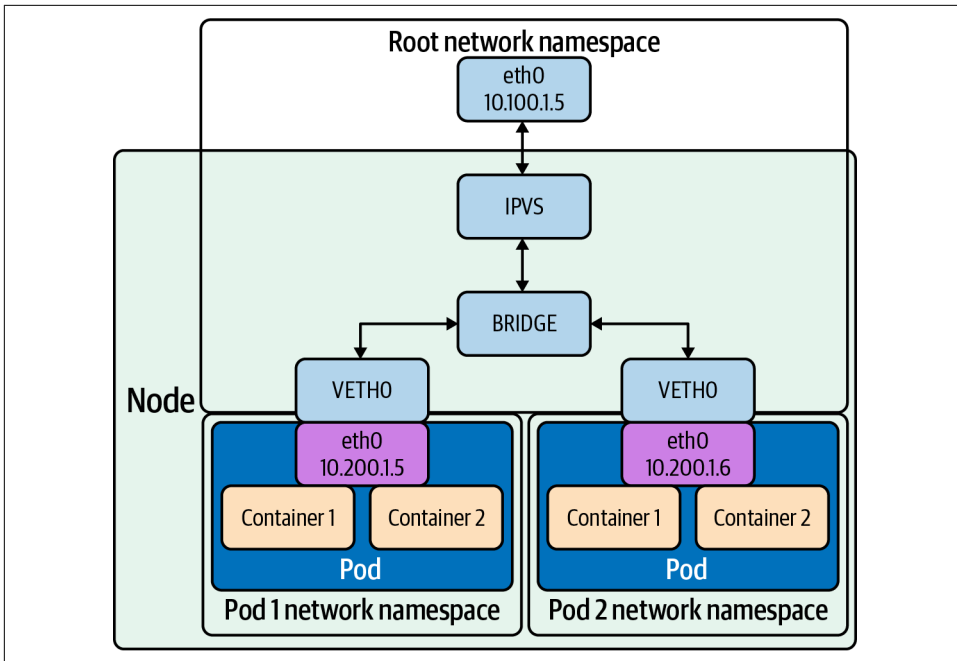 Root network namespace
eth0
10.100.1.5
IPVS
BRIDGE
VETH0
VETH0
Node
eth0
10.200.1.5
eth0
10.200.1.6
Container 1
Container 2
Container 1
Container 2
Pod
Pod
Pod 1 network namespace
Pod 2 network namespace